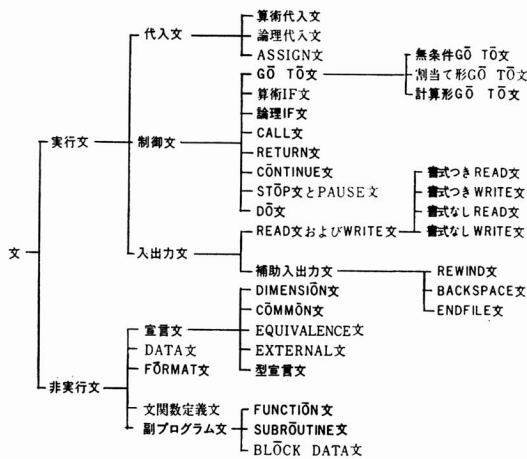 算術代入文
代入文 論理代入文
ASSIGN文
GŌ TŌ文 無条件GŌ TŌ文
割当て形GŌ TŌ文
計算形GŌ TŌ文
算術IF文
実行文 制御文 論理IF文
CALL文
RETURN文
CŌNTINUE文
STŌP文とPAUSE文
DŌ文
書式つきREAD文
書式つきWRITE文
READ文およびWRITE文 書式なしREAD文
書式なしWRITE文
文 入出力文
補助入出力文 REWIND文
BACKSPACE文
ENDFILE文
DIMENSIŌN文
CŌMMŌN文
宣言文 EQUIVALENCE文
DATA文 EXTERNAL文
FŌRMAT文 型宣言文
非実行文
文関数定義文 FUNCTIŌN文
副プログラム文 SUBRŌUTINE文
BLŌCK DATA文